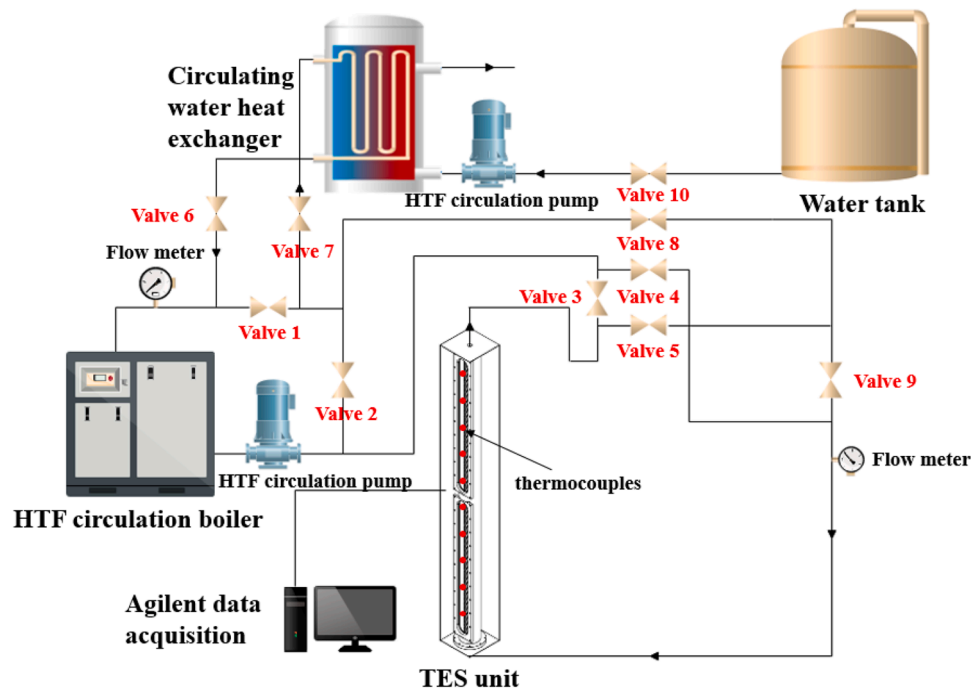 Circulating
water heat
exchanger
HTF circulation pump
Valve 10
Water tank
Valve 6
Valve 7
Valve 8
Flow meter
Valve 3
Valve 4
Valve 1
Valve 5
Valve 9
Valve 2
Flow meter
HTF circulation pump
thermocouples
HTF circulation boiler
Agilent data
acquisition
TES unit